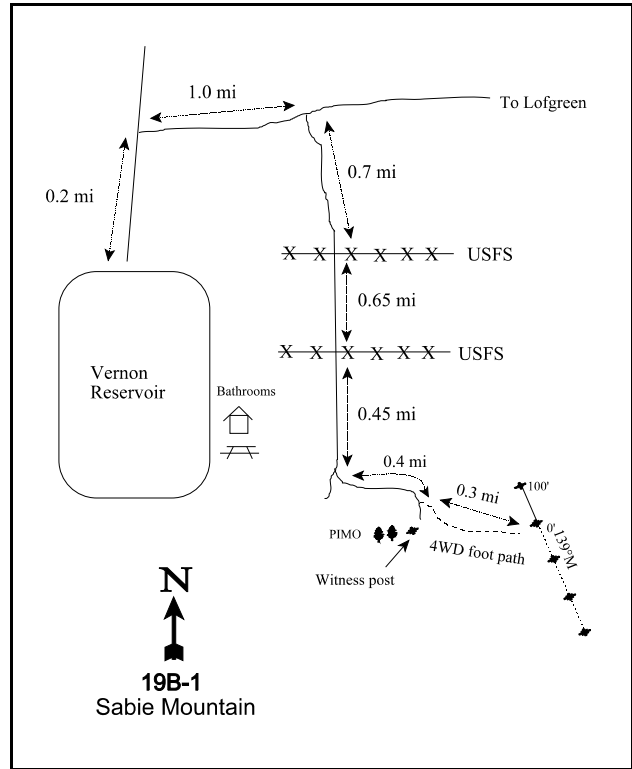 1.0 mi
To Lofgreen
0.2 mi
0.7 mi
X X X X X X USFS
0.65 mi
X X X X X X USFS
Vernon
Reservoir
Bathrooms
0.45 mi
0.4 mi
0.3 mi
100'
0'
139°M
PIMO
4WD foot path
Witness post
N
19B-1
Sabie Mountain